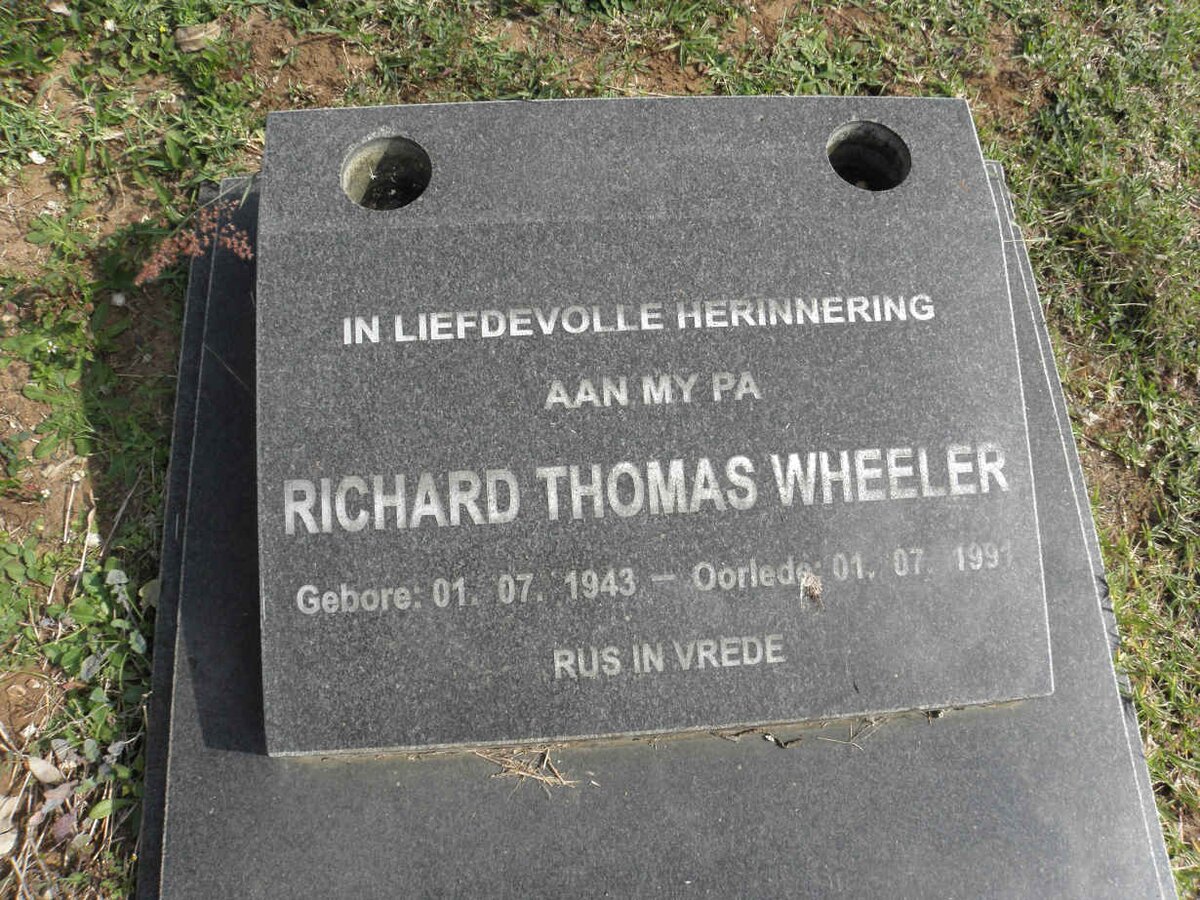 IN LIEFDEVOLLE HERINNERING
AAN MY PA
RICHARD THOMAS WHEELER
Gebore: 01. 07. 1943 – Oorlede: 01. 07. 1991
RUS IN VREDE